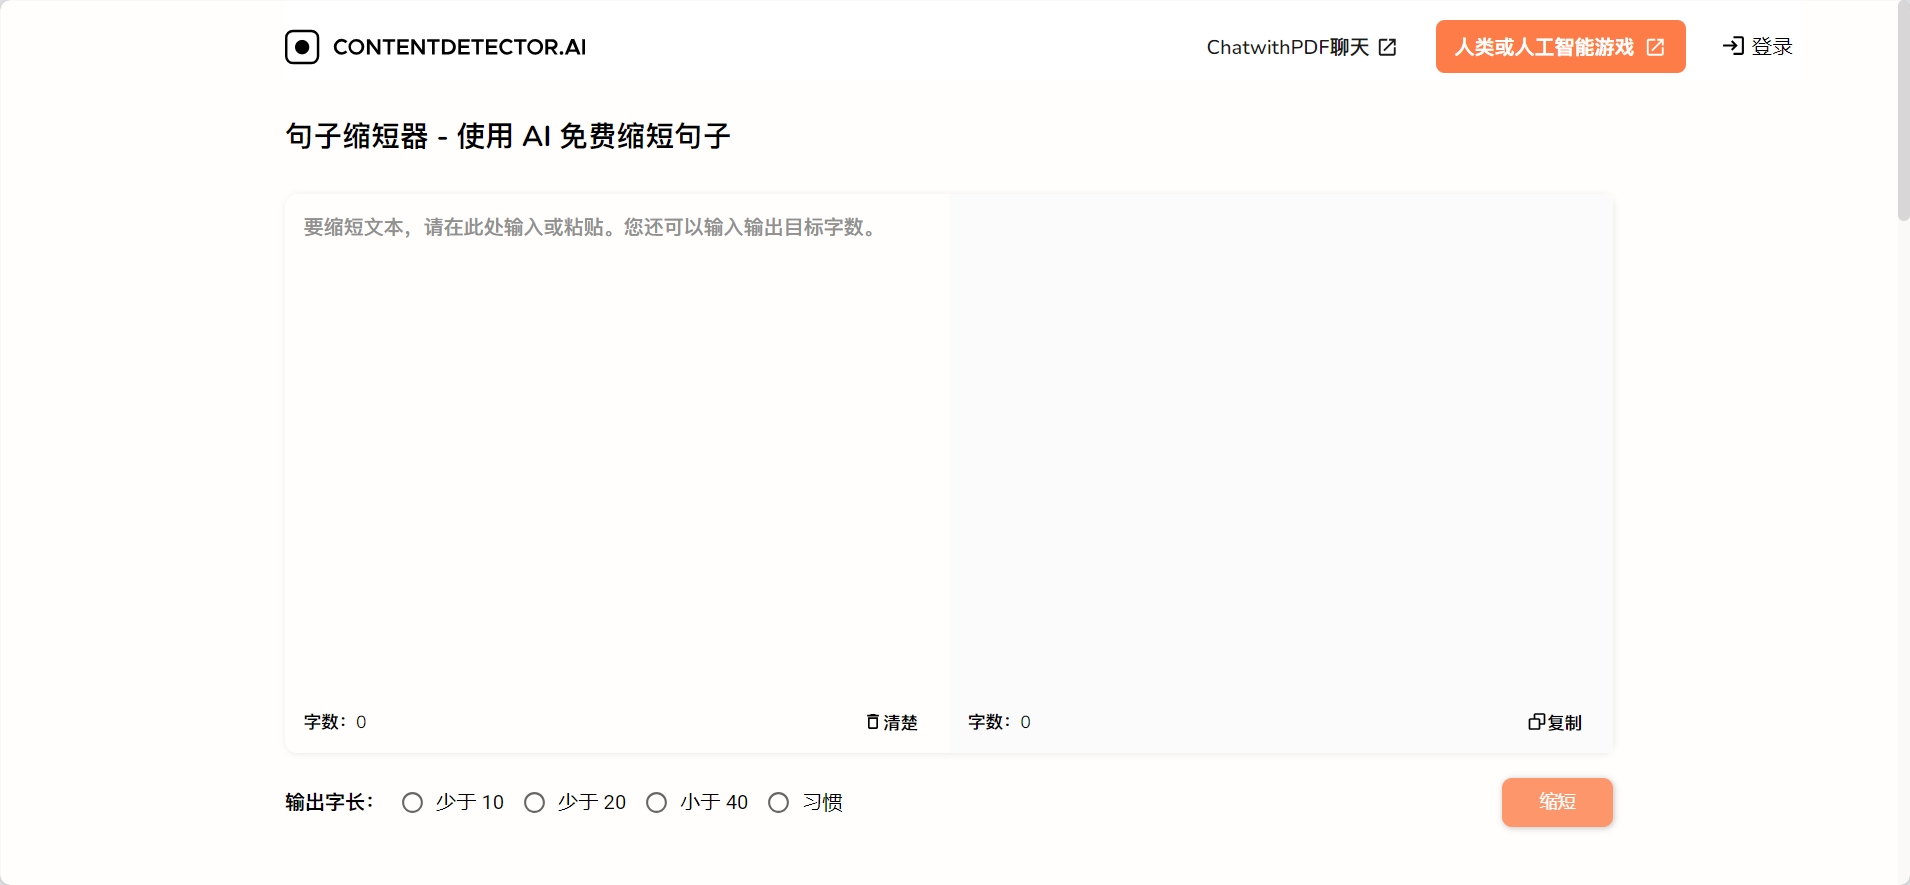 CONTENTDETECTOR.AI
ChatwithPDF聊天
人类或人工智能游戏
登录
句子缩短器 - 使用 AI 免费缩短句子
要缩短文本，请在此处输入或粘贴。您还可以输入输出目标字数。
字数：0
清楚
字数：0
复制
输出字长：
少于 10
少于 20
小于 40
习惯
缩短